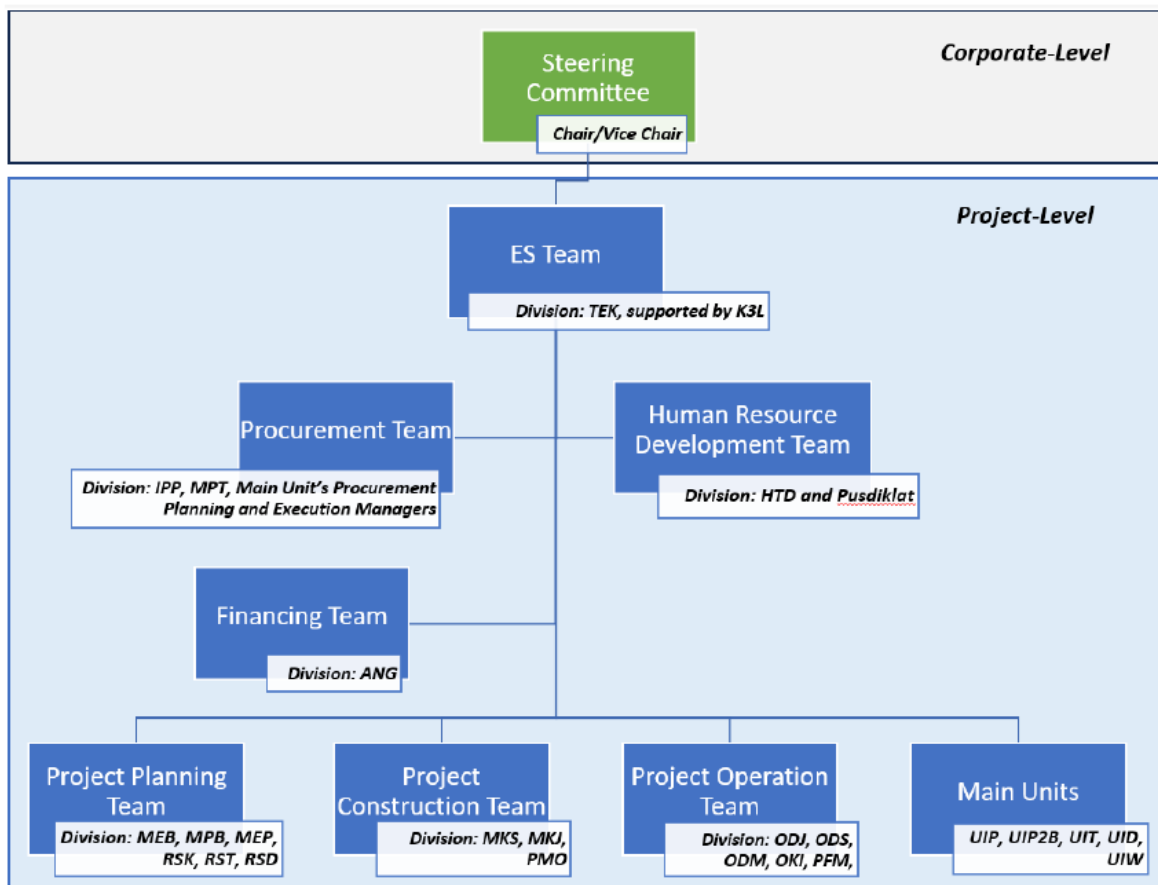 Corporate-Level
Steering
Committee
Chair/Vice Chair
Project-Level
ES Team
Division: TEK, supported by K3L
Procurement Team
Division: IPP, MPT, Main Unit's Procurement
Planning and Execution Managers
Human Resource
Development Team
Division: HTD and Pusdiklat
Financing Team
Division: ANG
Project Planning
Team
Division: MEB, MPB, MEP,
RSK, RST, RSD
Project
Construction Team
Division: MKS, MKJ,
PMO
Project Operation
Team
Division: ODJ, ODS,
ODM, OKI, PFM,
Main Units
UIP, UIP2B, UIT, UID,
UIW